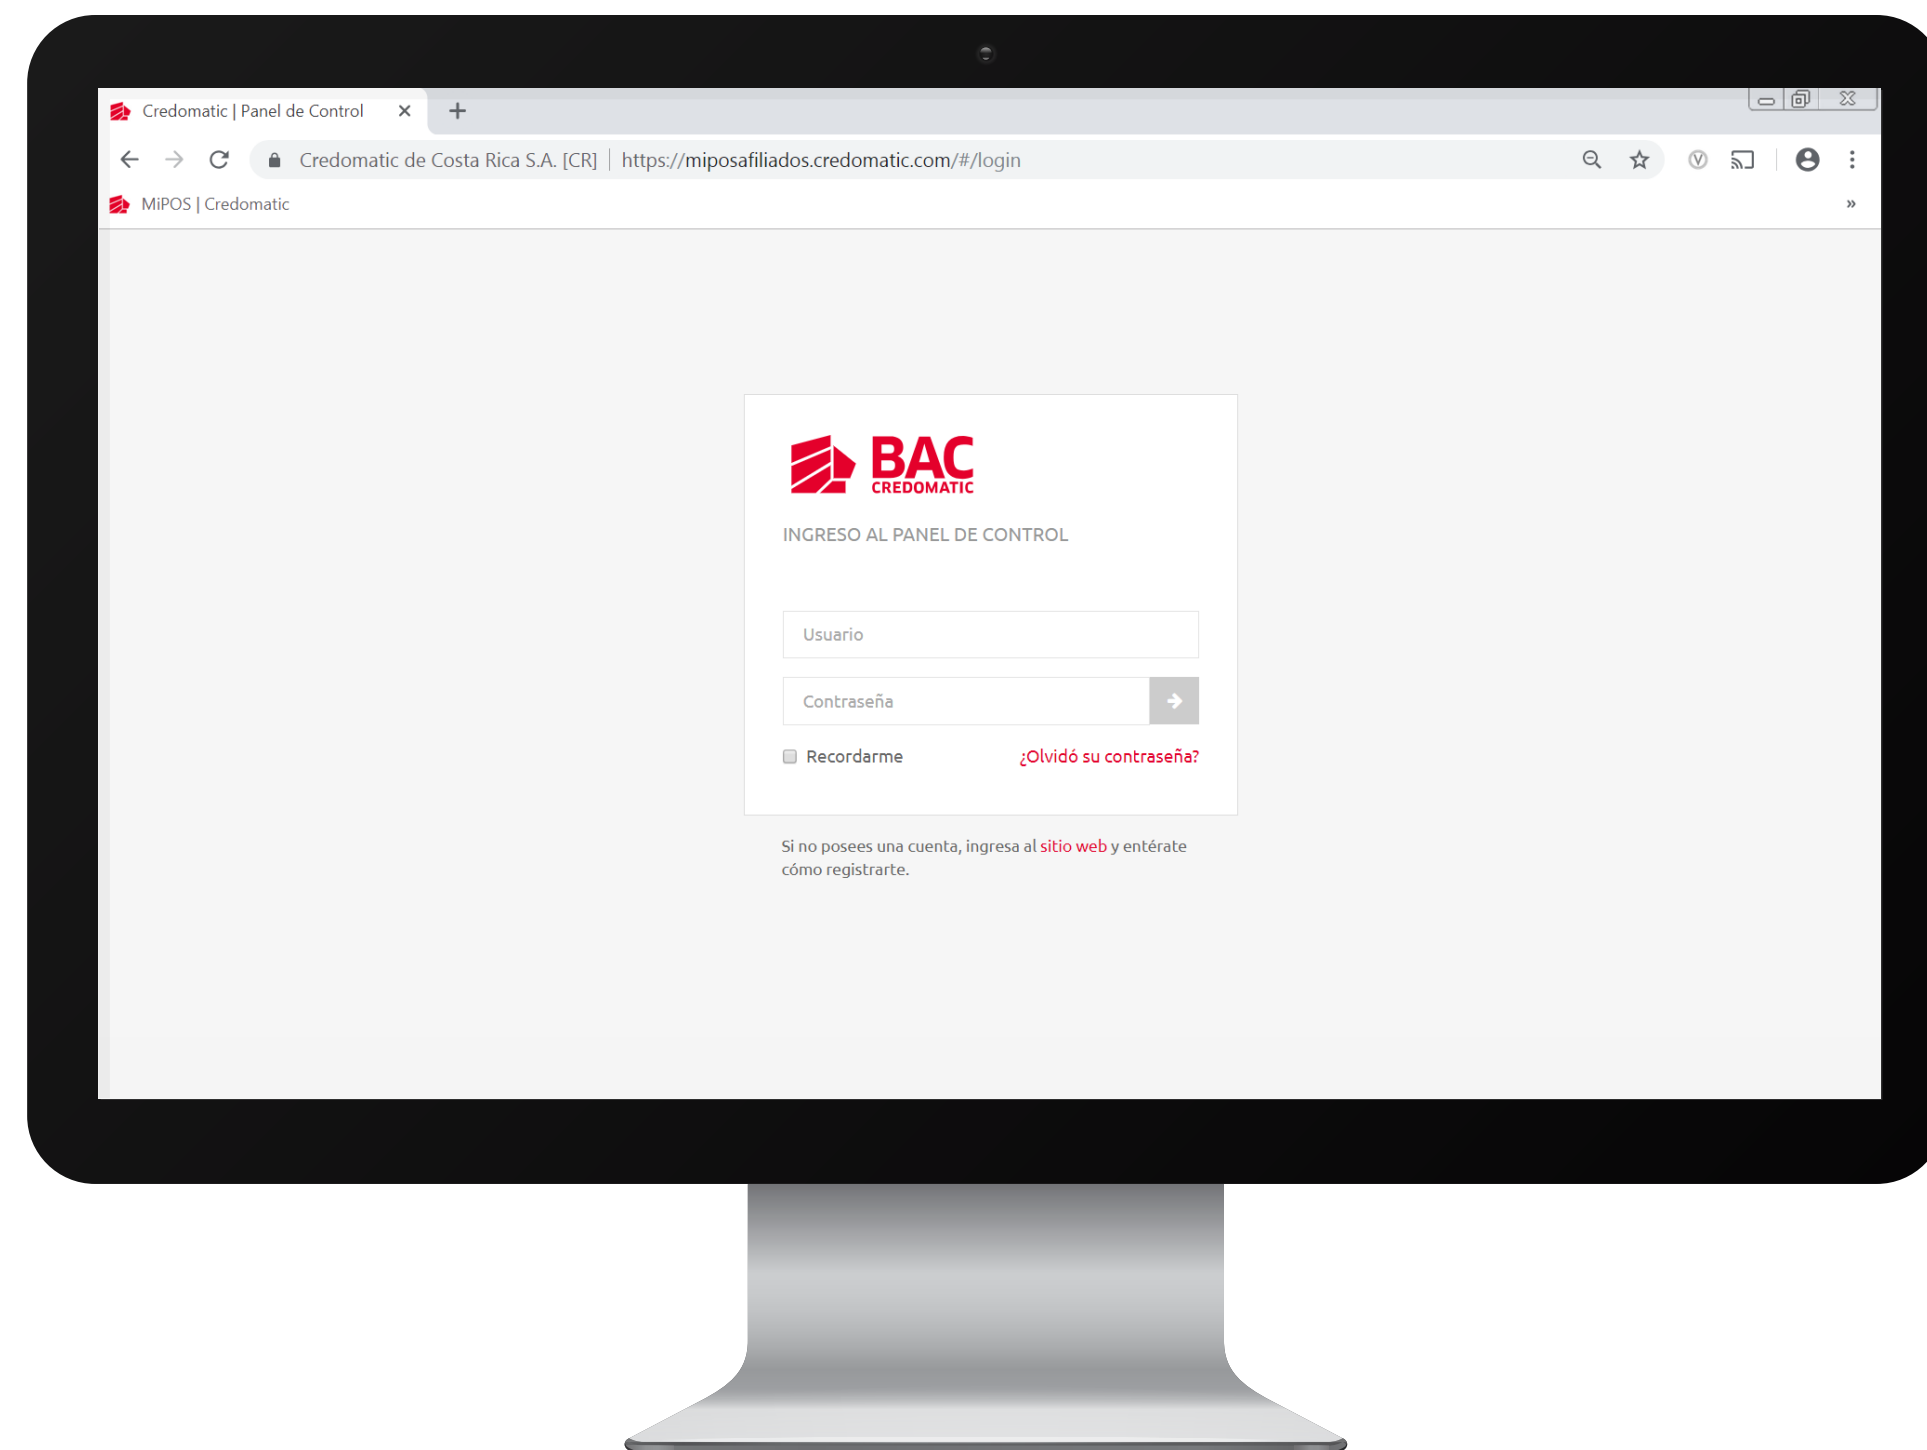 Credomatic | Panel de Control
Credomatic de Costa Rica S.A. [CR] | https://miposafiliados.credomatic.com/#/login
MiPOS | Credomatic
BAC
CREDOMATIC
INGRESO AL PANEL DE CONTROL
Usuario
Contraseña
Recordarme ¿Olvidó su contraseña?
Si no posees una cuenta, ingresa al sitio web y entérate
cómo registrarte.